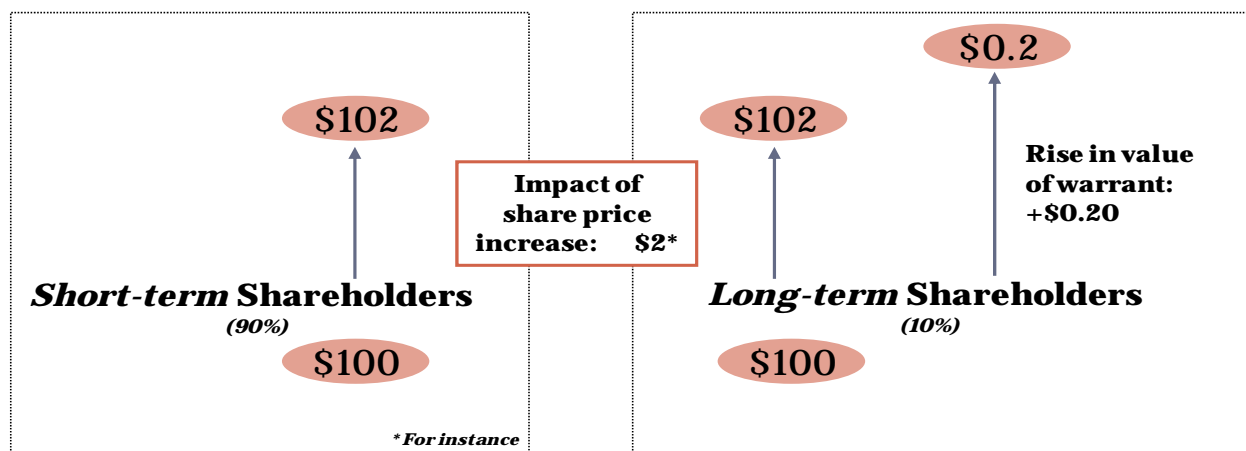 $102
Short-term Shareholders
(90%)
$100
* For instance
Impact of
share price
increase: $2*
$0.2
$102
Rise in value
of warrant:
+$0.20
Long-term Shareholders
(10%)
$100